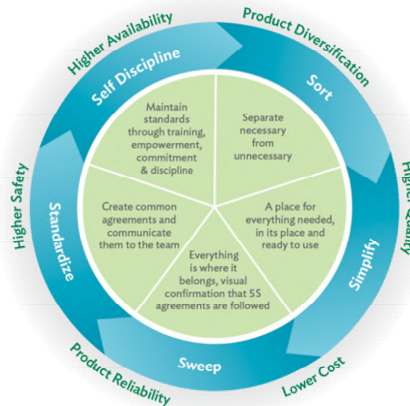 Higher Availability
Product Diversification
Self Discipline
Sort
Maintain
standards
through training,
empowerment,
commitment
& discipline
Separate
necessary
from
unnecessary
Higher Safety
Higher Quality
Standardize
Create common
agreements and
communicate
them to the team
A place for
everything needed,
in its place and
ready to use
Simplify
Everything
is where it
belongs, visual
confirmation that 5S
agreements are followed
Sweep
Product Reliability
Lower Cost